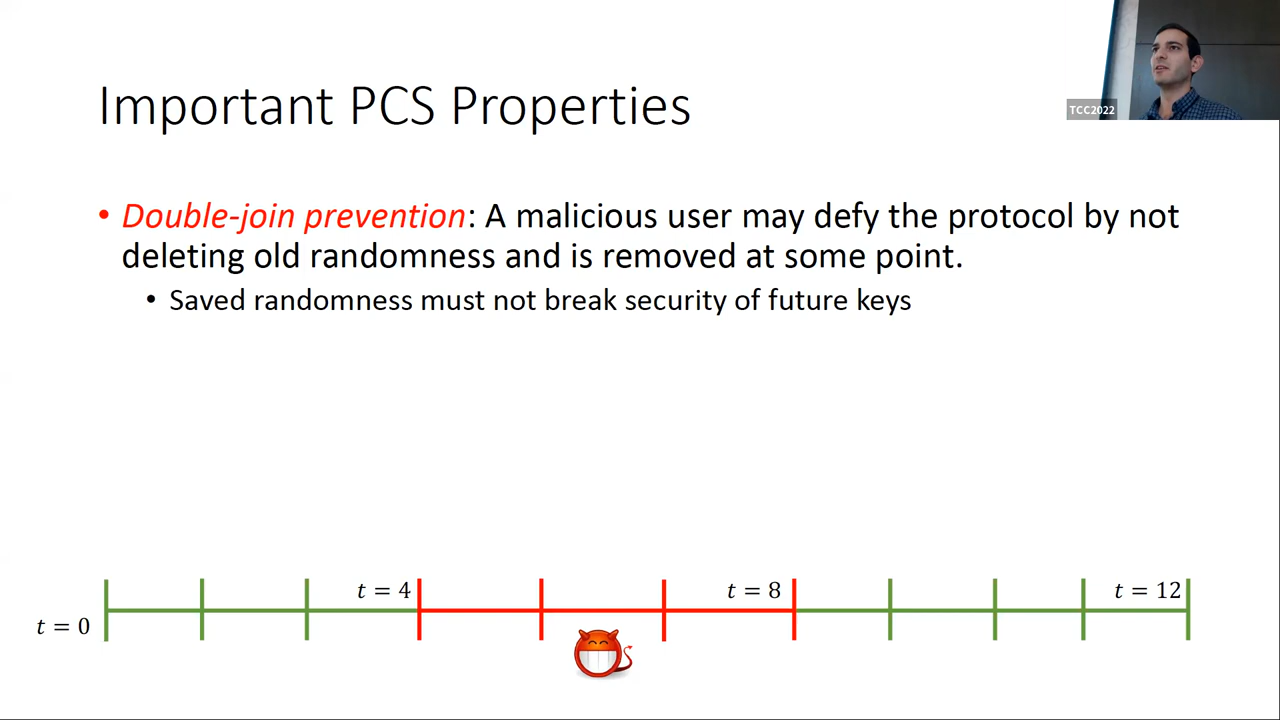 TCC2022
Important PCS Properties
• Double-join prevention: A malicious user may defy the protocol by not
deleting old randomness and is removed at some point.
• Saved randomness must not break security of future keys
t = 4
t = 8
t = 12
t = 0